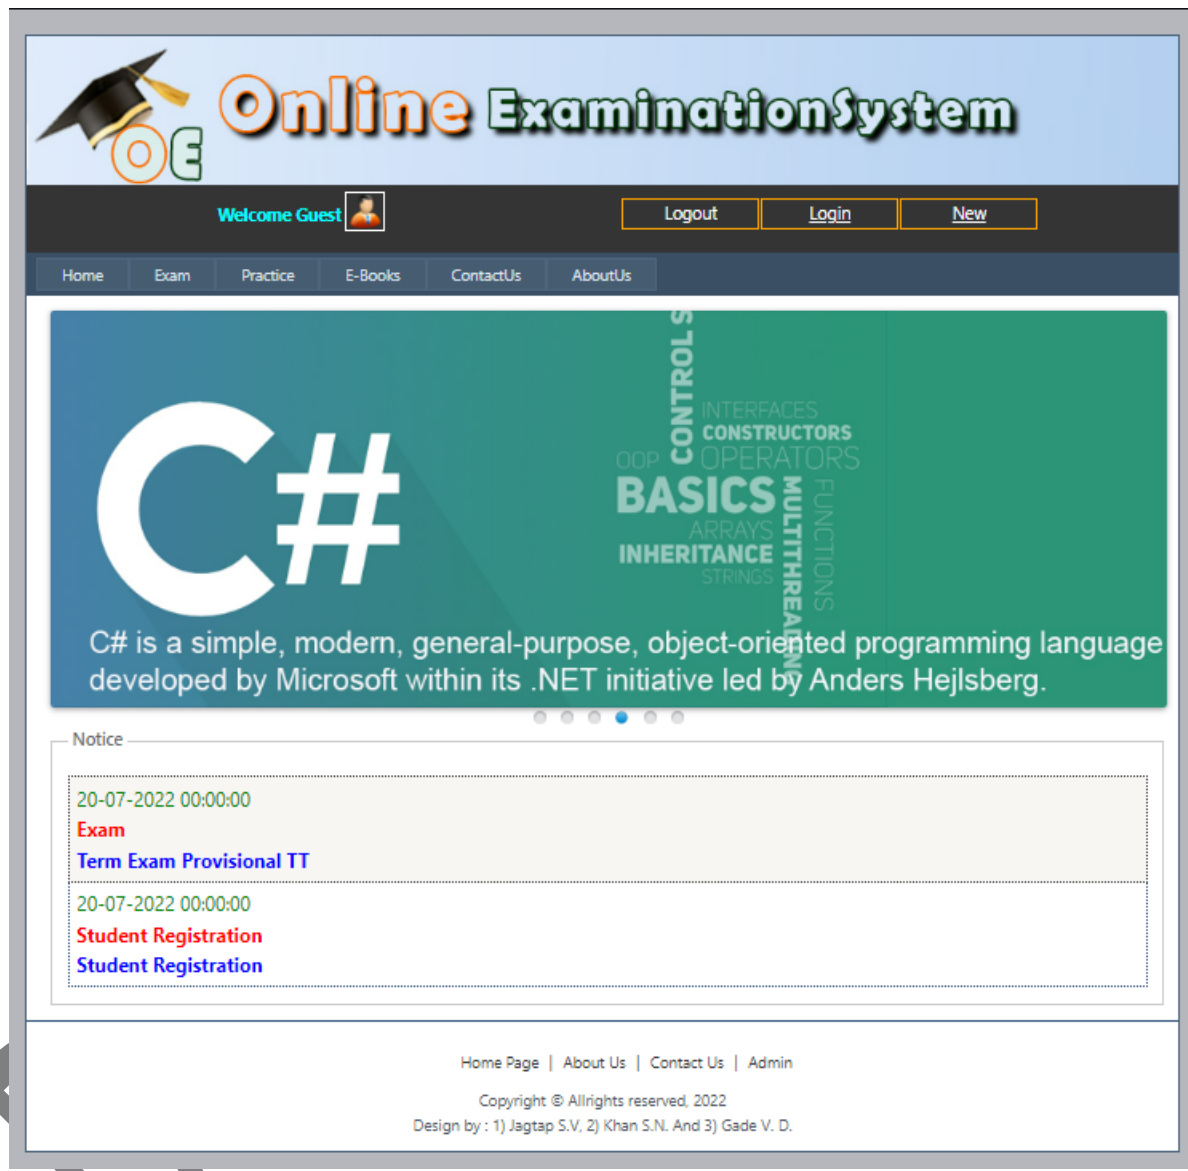 OE
Online ExaminationSystem
Welcome Guest
Logout Login New
Home Exam Practice E-Books ContactUs AboutUs
C#
CONTROL S
INTERFACES
CONSTRUCTORS
OOP OPERATORS
BASICS
MULTITHREADING
FUNCTIONS
ARRAYS
INHERITANCE
STRINGS
C# is a simple, modern, general-purpose, object-oriented programming language
developed by Microsoft within its .NET initiative led by Anders Hejlsberg.
Notice
20-07-2022 00:00:00
Exam
Term Exam Provisional TT
20-07-2022 00:00:00
Student Registration
Student Registration
Home Page | About Us | Contact Us | Admin
Copyright © Allrights reserved, 2022
Design by : 1) Jagtap S.V, 2) Khan S.N. And 3) Gade V. D.